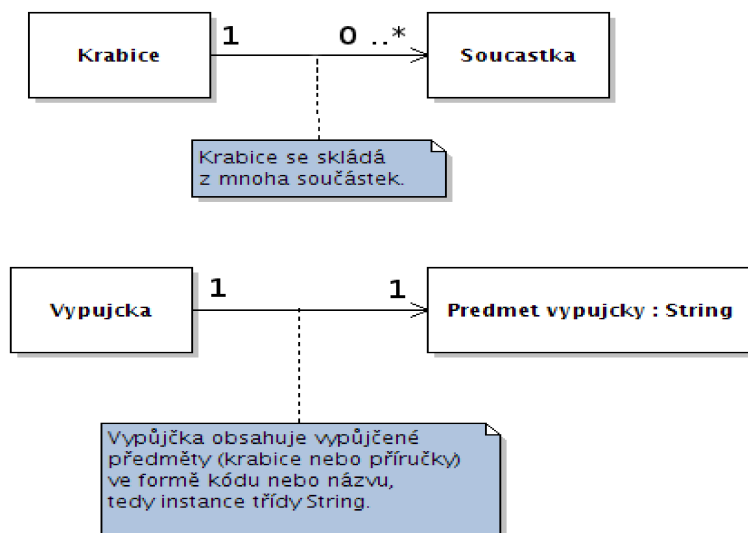 Krabice 1 0 ..* Soucastka
Krabice se skládá
z mnoha součástek.
Vypujcka 1 1 Predmet vypujcky : String
Vypůjčka obsahuje vypůjčené
předměty (krabice nebo příručky)
ve formě kódu nebo názvu,
tedy instance třídy String.